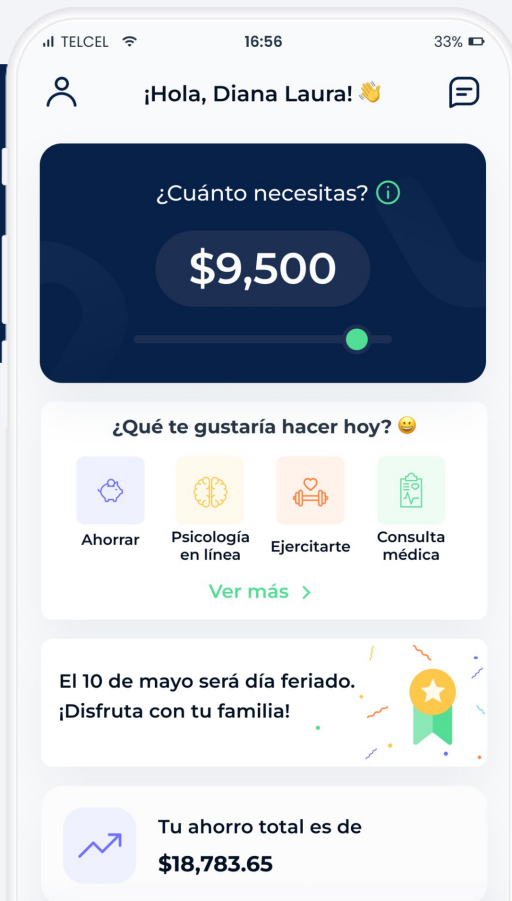 TELCEL 16:56 33%
¡Hola, Diana Laura! 👋
¿Cuánto necesitas?
$9,500
¿Qué te gustaría hacer hoy? 😀
Ahorrar
Psicología
en línea
Ejercitarte
Consulta
médica
Ver más >
El 10 de mayo será día feriado.
¡Disfruta con tu familia!
Tu ahorro total es de
$18,783.65